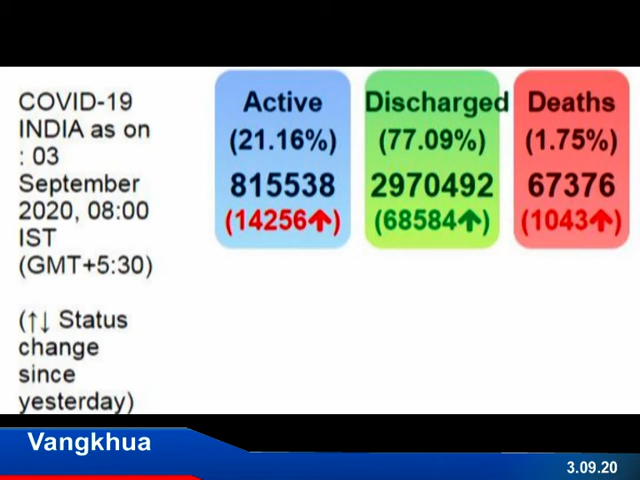 COVID-19
INDIA as on
: 03
September
2020, 08:00
IST
(GMT+5:30)
(↑↓ Status
change
since
yesterday)
Active
(21.16%)
815538
(14256↑)
Discharged
(77.09%)
2970492
(68584↑)
Deaths
(1.75%)
67376
(1043↑)
Vangkhua
3.09.20